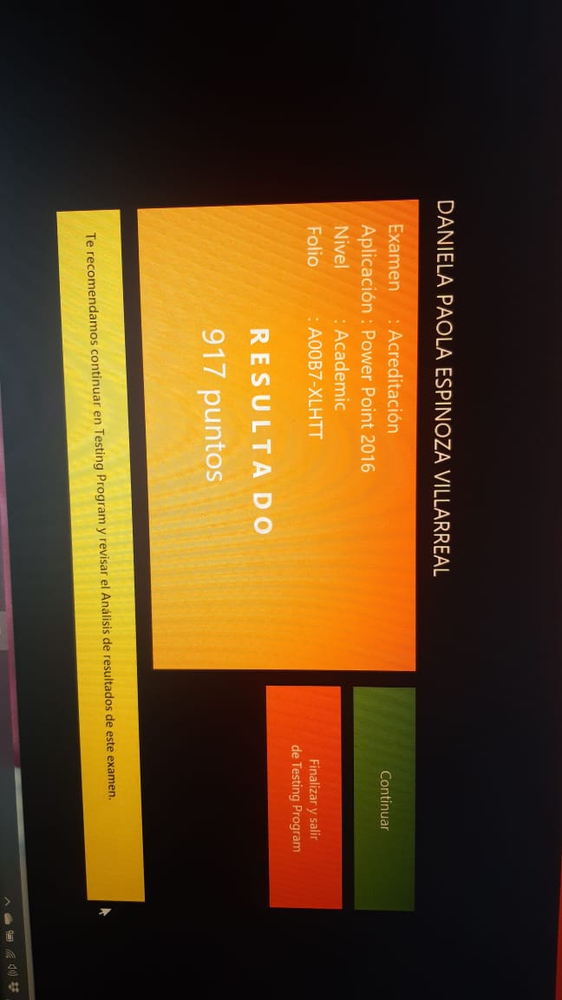 DANIELA PAOLA ESPINOZA VILLARREAL
Examen : Acreditación
Aplicación : Power Point 2016
Nivel : Academic
Folio : A00B7-XLHTT
RESULTADO
917 puntos
Continuar
Finalizar y salir
de Testing Program
Te recomendamos continuar en Testing Program y revisar el Análisis de resultados de este examen.